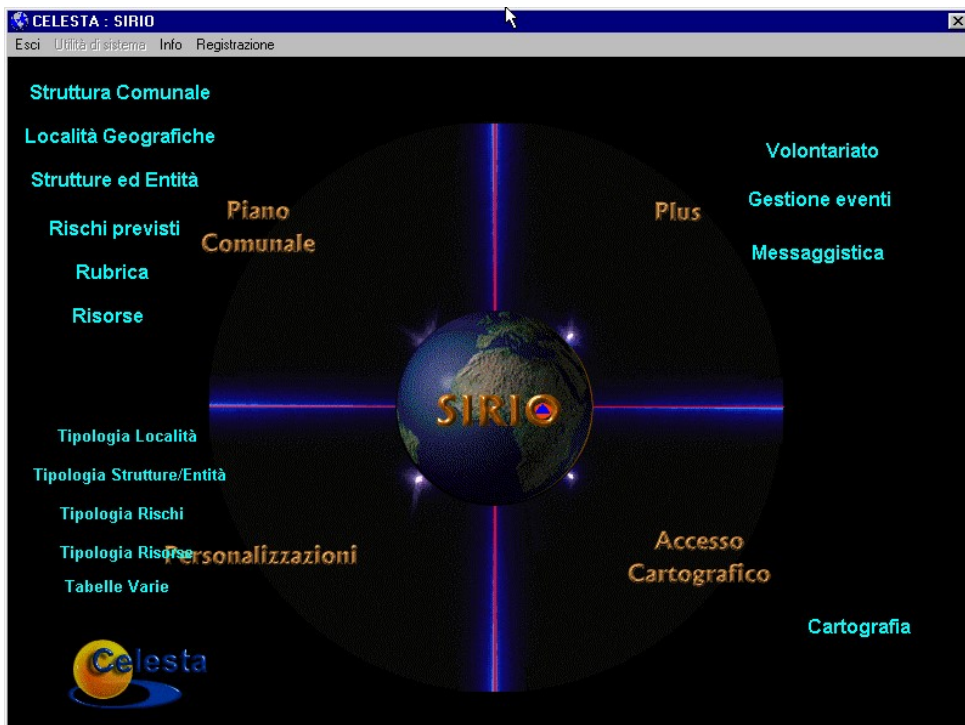 CELESTA : SIRIO
Esci Utilità di sistema Info Registrazione
Struttura Comunale
Località Geografiche
Strutture ed Entità
Rischi previsti
Rubrica
Risorse
Piano
Comunale
Plus
Volontariato
Gestione eventi
Messaggistica
SIRIO
Tipologia Località
Tipologia Strutture/Entità
Tipologia Rischi
Tipologia Risorse
Tabelle Varie
Personalizzazioni
Accesso
Cartografico
Cartografia
Celesta